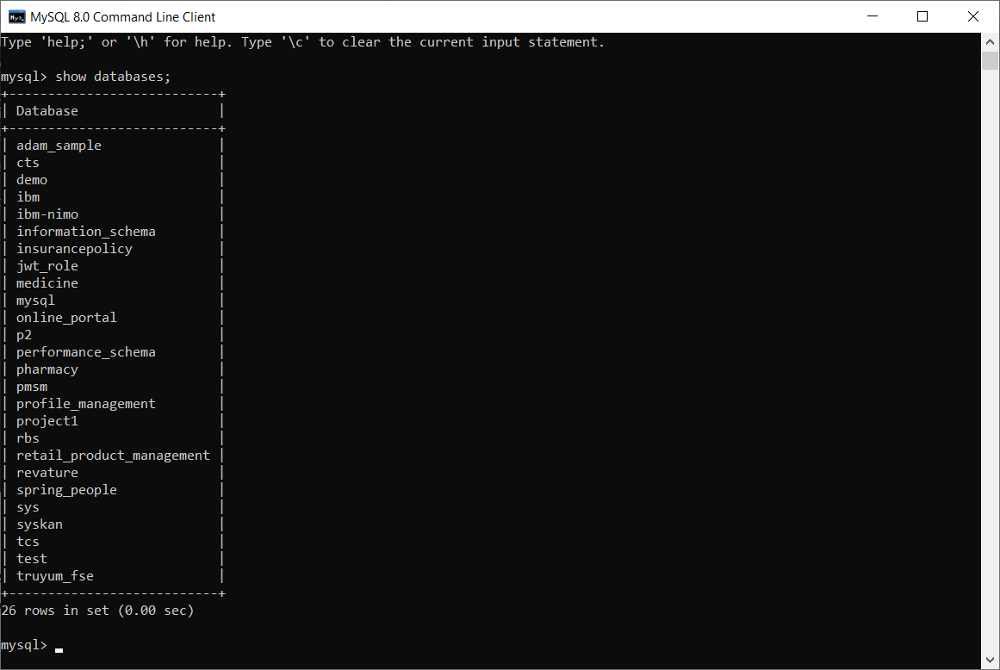 MySQL 8.0 Command Line Client
Type 'help;' or '\h' for help. Type '\c' to clear the current input statement.
mysql> show databases;
+---------------------------+
| Database                  |
+---------------------------+
| adam_sample               |
| cts                       |
| demo                      |
| ibm                       |
| ibm-nimo                  |
| information_schema        |
| insurancepolicy           |
| jwt_role                  |
| medicine                  |
| mysql                     |
| online_portal             |
| p2                        |
| performance_schema        |
| pharmacy                  |
| pmsm                      |
| profile_management        |
| project1                  |
| rbs                       |
| retail_product_management |
| revature                  |
| spring_people             |
| sys                       |
| syskan                    |
| tcs                       |
| test                      |
| truyum_fse                |
+---------------------------+
26 rows in set (0.00 sec)
mysql>